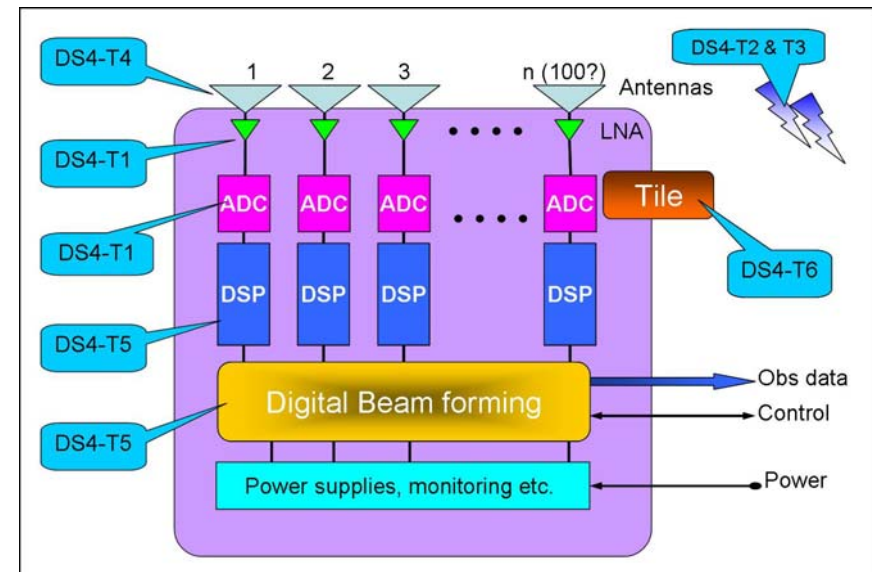 DS4-T4
1 2 3 n (100?)
Antennas
DS4-T2 & T3
LNA
DS4-T1
ADC ADC ADC ADC
Tile
DS4-T1
DS4-T6
DSP DSP DSP DSP
DS4-T5
Digital Beam forming
Obs data
Control
DS4-T5
Power supplies, monitoring etc.
Power